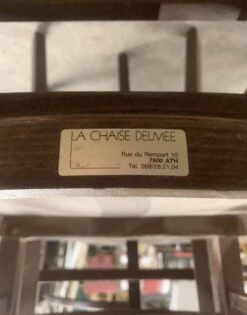 LA CHAISE DELMEE
Rue du Rempart 10
7800 ATH
Tél. 068/28.21.04